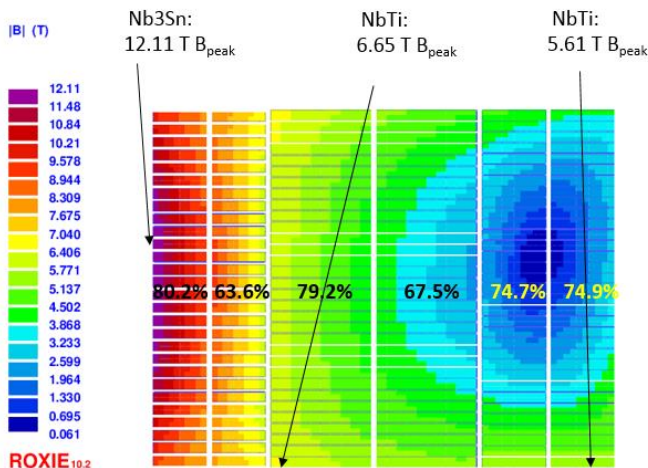 Nb3Sn:
12.11 T Bpeak
NbTi:
6.65 T Bpeak
NbTi:
5.61 T Bpeak
|B| (T)
12.11
11.48
10.84
10.21
9.578
8.944
8.309
7.675
7.040
6.406
5.771
5.137
4.502
3.868
3.233
2.599
1.964
1.330
0.695
0.061
80.2% 63.6% 79.2% 67.5% 74.7% 74.9%
ROXIE10.2